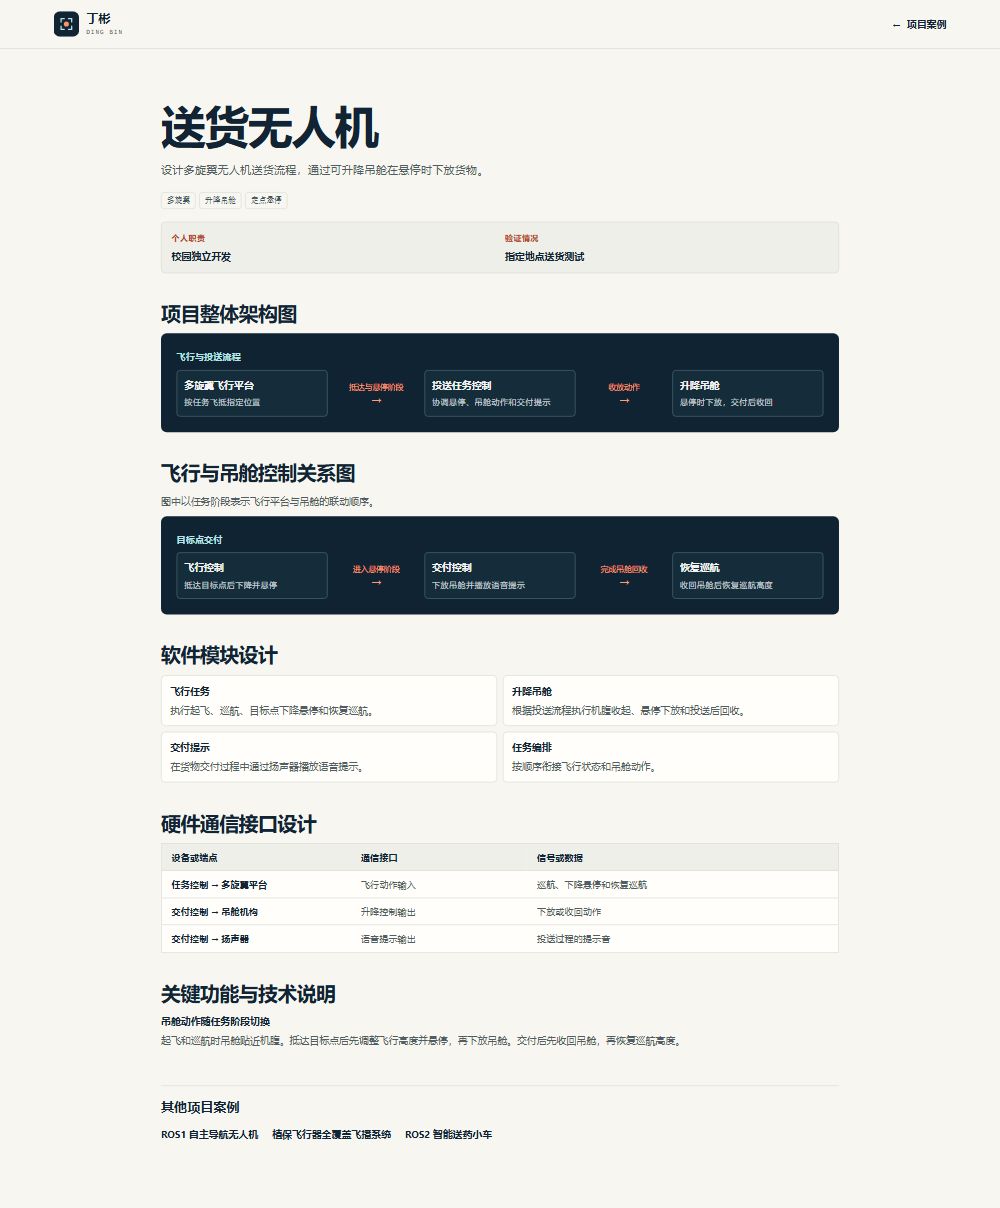 丁彬
DING BIN
← 项目案例
送货无人机
设计多旋翼无人机送货流程，通过可升降吊舱在悬停时下放货物。
多旋翼 升降吊舱 定点悬停
个人职责 验证情况
校园独立开发 指定地点送货测试
项目整体架构图
飞行与投送流程
多旋翼飞行平台 抵达与悬停阶段 投送任务控制 收放动作 升降吊舱
按任务飞抵指定位置 → 协调悬停、吊舱动作和交付提示 → 悬停时下放，交付后收回
飞行与吊舱控制关系图
图中以任务阶段表示飞行平台与吊舱的联动顺序。
目标点交付
飞行控制 进入悬停阶段 交付控制 完成吊舱回收 恢复巡航
抵达目标点后下降并悬停 → 下放吊舱并播放语音提示 → 收回吊舱后恢复巡航高度
软件模块设计
飞行任务 升降吊舱
执行起飞、巡航、目标点下降悬停和恢复巡航。 根据投送流程执行机腹收起、悬停下放和投送后回收。
交付提示 任务编排
在货物交付过程中通过扬声器播放语音提示。 按顺序衔接飞行状态和吊舱动作。
硬件通信接口设计
设备或端点 通信接口 信号或数据
任务控制 → 多旋翼平台 飞行动作输入 巡航、下降悬停和恢复巡航
交付控制 → 吊舱机构 升降控制输出 下放或收回动作
交付控制 → 扬声器 语音提示输出 投送过程的提示音
关键功能与技术说明
吊舱动作随任务阶段切换
起飞和巡航时吊舱贴近机腹。抵达目标点后先调整飞行高度并悬停，再下放吊舱。交付后先收回吊舱，再恢复巡航高度。
其他项目案例
ROS1 自主导航无人机 植保飞行器全覆盖飞播系统 ROS2 智能送药小车